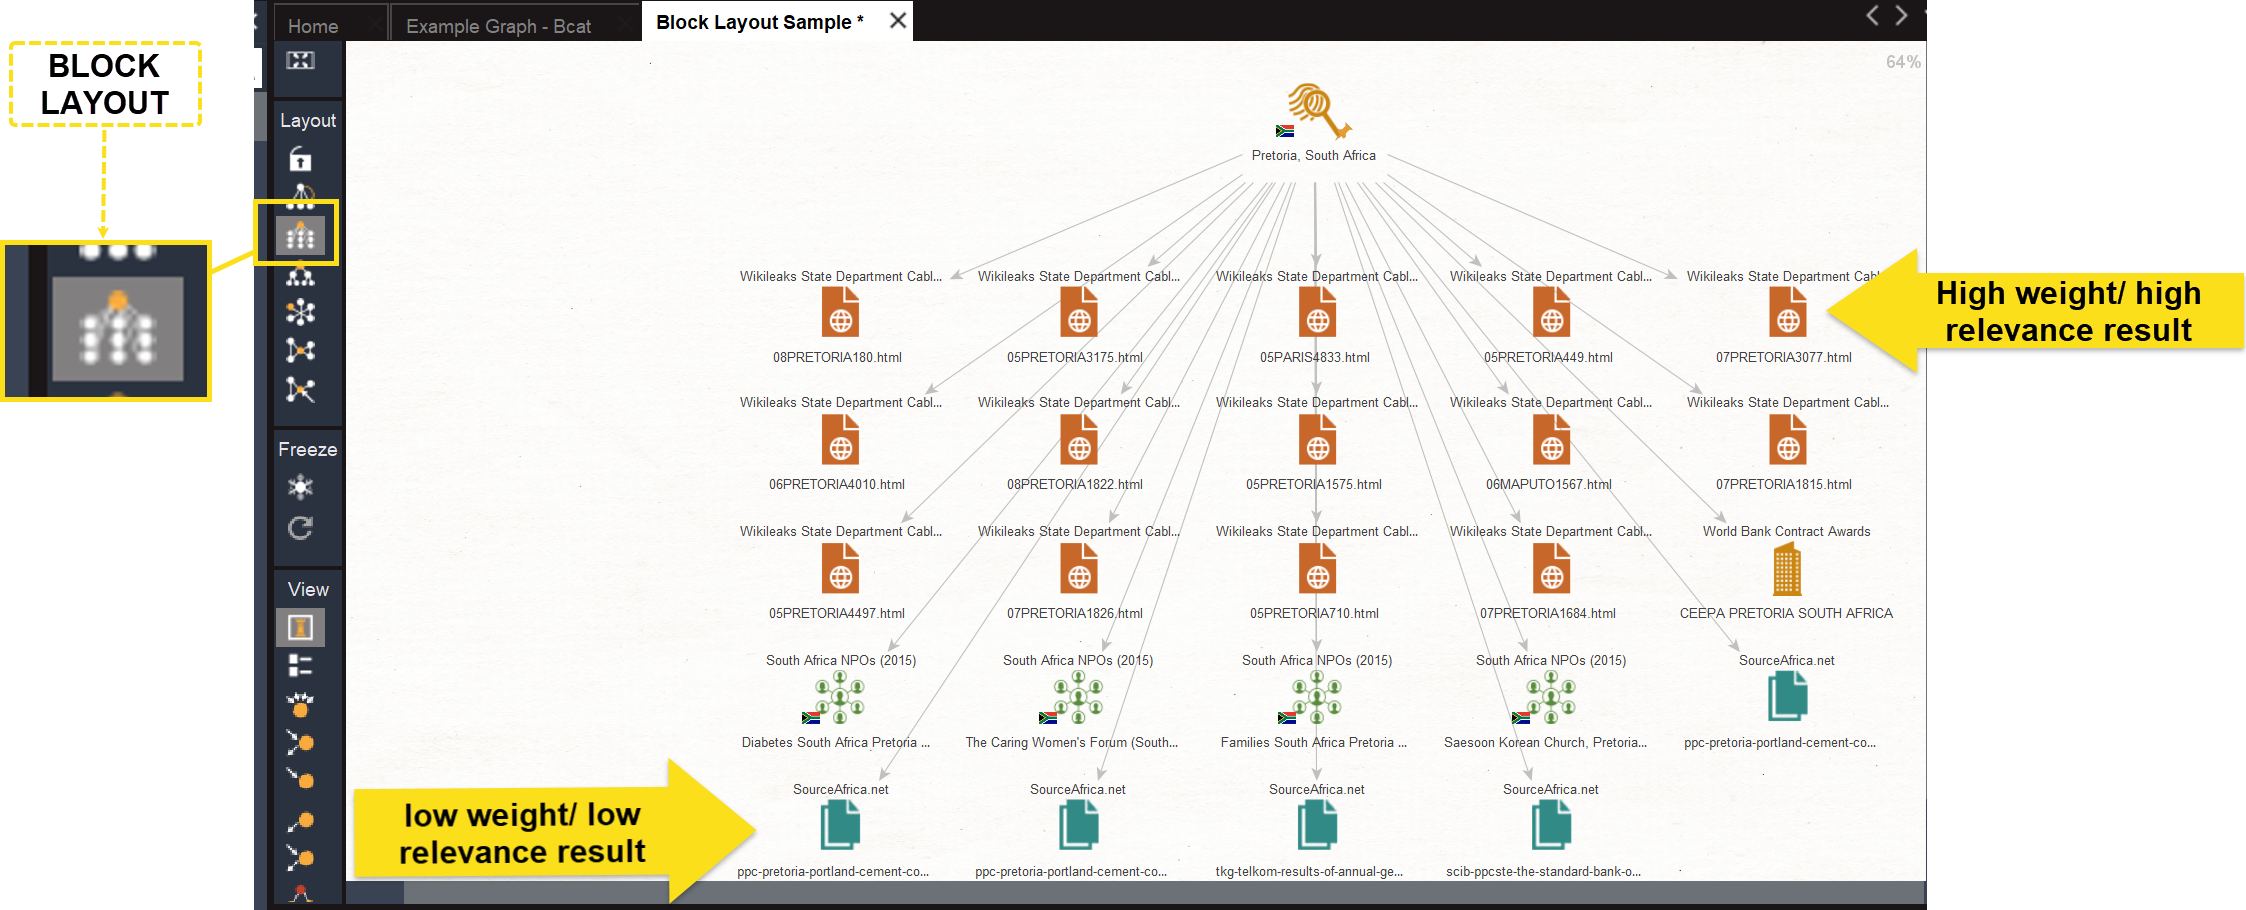 Home
Example Graph - Bcat
Block Layout Sample *
64%
BLOCK
LAYOUT
Layout
Freeze
View
Pretoria, South Africa
Wikileaks State Department Cabl...
Wikileaks State Department Cabl...
Wikileaks State Department Cabl...
Wikileaks State Department Cabl...
Wikileaks State Department Cabl
08PRETORIA180.html
05PRETORIA3175.html
05PARIS4833.html
05PRETORIA449.html
07PRETORIA3077.html
High weight/ high
relevance result
Wikileaks State Department Cabl...
Wikileaks State Department Cabl...
Wikileaks State Department Cabl...
Wikileaks State Department Cabl...
Wikileaks State Department Cabl...
06PRETORIA4010.html
08PRETORIA1822.html
05PRETORIA1575.html
06MAPUTO1567.html
07PRETORIA1815.html
Wikileaks State Department Cabl...
Wikileaks State Department Cabl...
Wikileaks State Department Cabl...
Wikileaks State Department Cabl...
World Bank Contract Awards
05PRETORIA4497.html
07PRETORIA1826.html
05PRETORIA710.html
07PRETORIA1684.html
CEEPA PRETORIA SOUTH AFRICA
South Africa NPOs (2015)
South Africa NPOs (2015)
South Africa NPOs (2015)
South Africa NPOs (2015)
SourceAfrica.net
Diabetes South Africa Pretoria ...
The Caring Women's Forum (South...
Families South Africa Pretoria ...
Saesoon Korean Church, Pretoria...
ppc-pretoria-portland-cement-co...
SourceAfrica.net
SourceAfrica.net
SourceAfrica.net
SourceAfrica.net
ppc-pretoria-portland-cement-co...
ppc-pretoria-portland-cement-co...
tkg-telkom-results-of-annual-ge...
scib-ppcste-the-standard-bank-o...
low weight/ low
relevance result